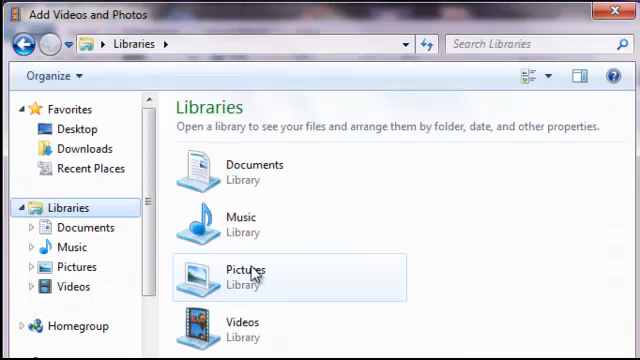 Add Videos and Photos
Libraries
Search Libraries
Organize
Favorites
Desktop
Downloads
Recent Places
Libraries
Documents
Music
Pictures
Videos
Homegroup
Libraries
Open a library to see your files and arrange them by folder, date, and other properties.
Documents
Library
Music
Library
Pictures
Library
Videos
Library